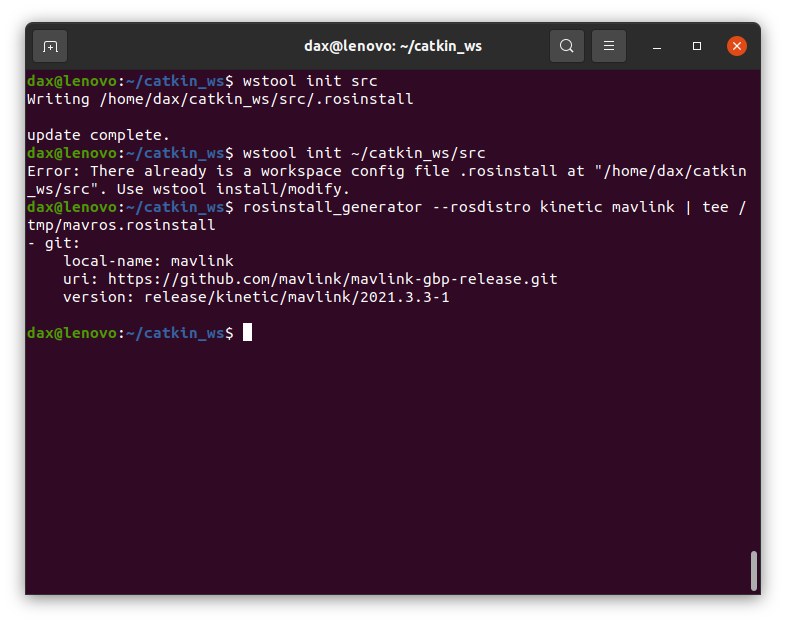 dax@lenovo: ~/catkin_ws
dax@lenovo:~/catkin_ws$ wstool init src
Writing /home/dax/catkin_ws/src/.rosinstall
update complete.
dax@lenovo:~/catkin_ws$ wstool init ~/catkin_ws/src
Error: There already is a workspace config file .rosinstall at "/home/dax/catkin
_ws/src". Use wstool install/modify.
dax@lenovo:~/catkin_ws$ rosinstall_generator --rosdistro kinetic mavlink | tee /
tmp/mavros.rosinstall
- git:
    local-name: mavlink
    uri: https://github.com/mavlink/mavlink-gbp-release.git
    version: release/kinetic/mavlink/2021.3.3-1
dax@lenovo:~/catkin_ws$